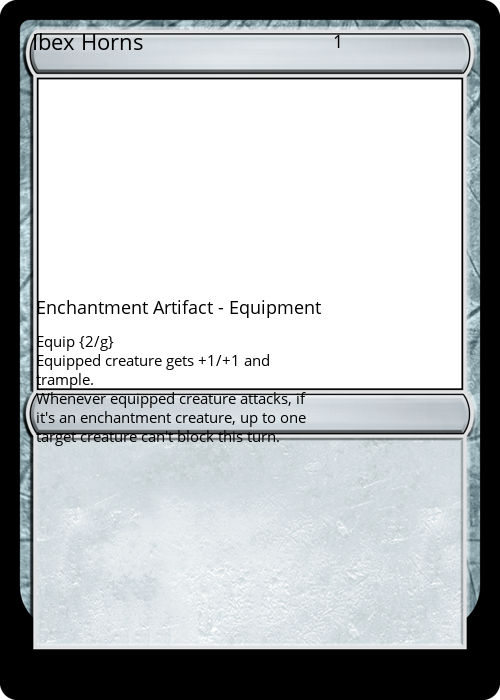 Ibex Horns 1
Enchantment Artifact - Equipment
Equip {2/g}
Equipped creature gets +1/+1 and
trample.
Whenever equipped creature attacks, if
it's an enchantment creature, up to one
target creature can't block this turn.